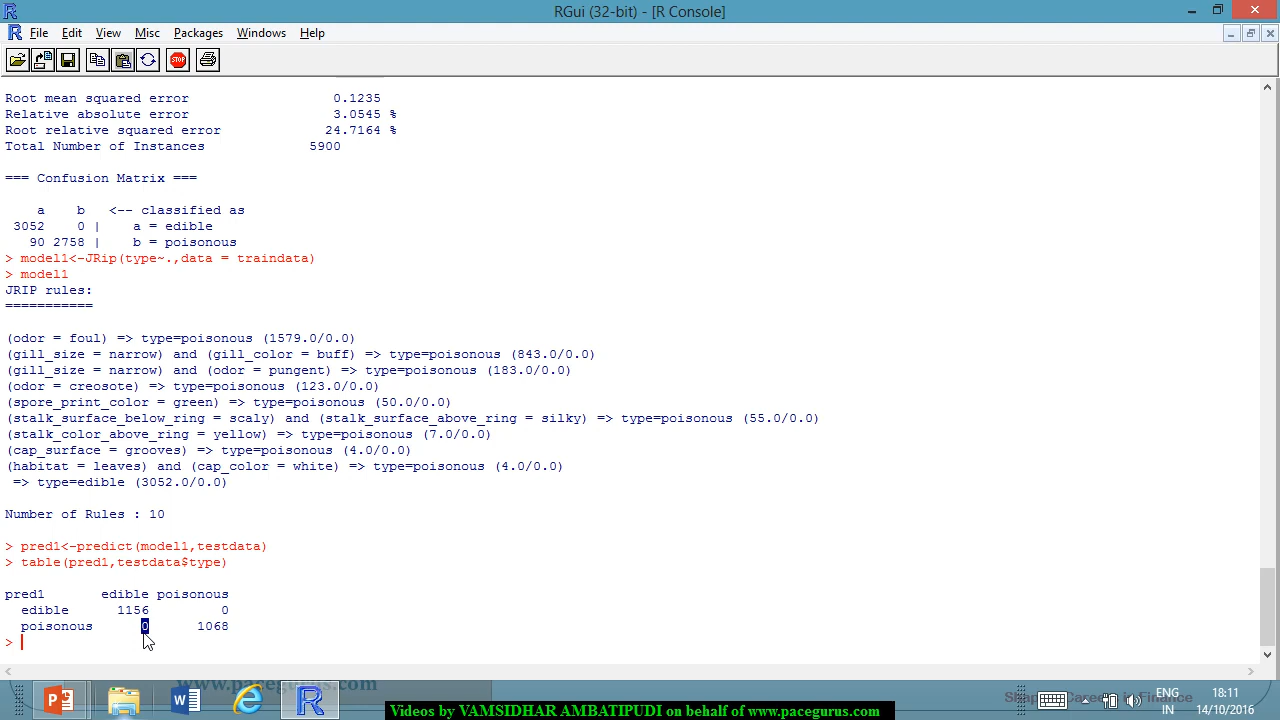 RGui (32-bit) - [R Console]
File Edit View Misc Packages Windows Help
STOP
Root mean squared error                  0.1235
Relative absolute error                  3.0545 %
Root relative squared error             24.7164 %
Total Number of Instances             5900
=== Confusion Matrix ===
    a    b   <-- classified as
 3052    0 |    a = edible
   90 2758 |    b = poisonous
> model1<-JRip(type~.,data = traindata)
> model1
JRIP rules:
===========
(odor = foul) => type=poisonous (1579.0/0.0)
(gill_size = narrow) and (gill_color = buff) => type=poisonous (843.0/0.0)
(gill_size = narrow) and (odor = pungent) => type=poisonous (183.0/0.0)
(odor = creosote) => type=poisonous (123.0/0.0)
(spore_print_color = green) => type=poisonous (50.0/0.0)
(stalk_surface_below_ring = scaly) and (stalk_surface_above_ring = silky) => type=poisonous (55.0/0.0)
(stalk_color_above_ring = yellow) => type=poisonous (7.0/0.0)
(cap_surface = grooves) => type=poisonous (4.0/0.0)
(habitat = leaves) and (cap_color = white) => type=poisonous (4.0/0.0)
 => type=edible (3052.0/0.0)
Number of Rules : 10
> pred1<-predict(model1,testdata)
> table(pred1,testdata$type)
pred1       edible poisonous
  edible      1156         0
  poisonous      0      1068
>
www.pacegurus.com
ENG 18:11
IN 14/10/2016
Videos by VAMSIDHAR AMBATIPUDI on behalf of www.pacegurus.com